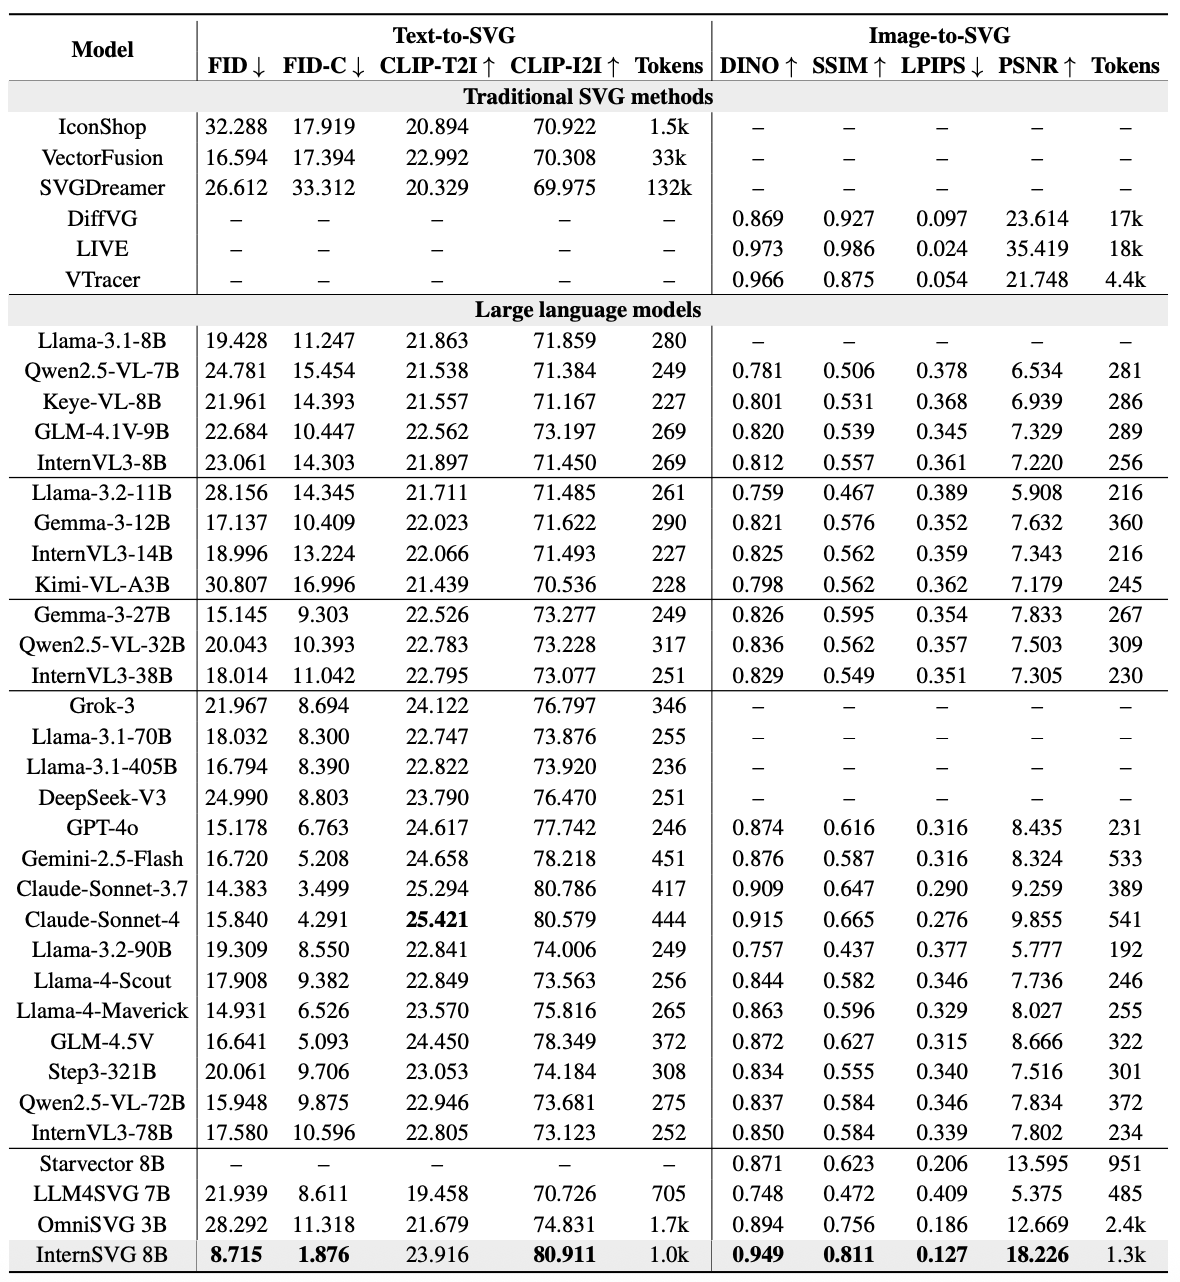 Model Text-to-SVG Image-to-SVG
FID ↓ FID-C ↓ CLIP-T2I ↑ CLIP-I2I ↑ Tokens DINO ↑ SSIM ↑ LPIPS ↓ PSNR ↑ Tokens
Traditional SVG methods
IconShop 32.288 17.919 20.894 70.922 1.5k – – – – –
VectorFusion 16.594 17.394 22.992 70.308 33k – – – – –
SVGDreamer 26.612 33.312 20.329 69.975 132k – – – – –
DiffVG – – – – – 0.869 0.927 0.097 23.614 17k
LIVE – – – – – 0.973 0.986 0.024 35.419 18k
VTracer – – – – – 0.966 0.875 0.054 21.748 4.4k
Large language models
Llama-3.1-8B 19.428 11.247 21.863 71.859 280 – – – – –
Qwen2.5-VL-7B 24.781 15.454 21.538 71.384 249 0.781 0.506 0.378 6.534 281
Keye-VL-8B 21.961 14.393 21.557 71.167 227 0.801 0.531 0.368 6.939 286
GLM-4.1V-9B 22.684 10.447 22.562 73.197 269 0.820 0.539 0.345 7.329 289
InternVL3-8B 23.061 14.303 21.897 71.450 269 0.812 0.557 0.361 7.220 256
Llama-3.2-11B 28.156 14.345 21.711 71.485 261 0.759 0.467 0.389 5.908 216
Gemma-3-12B 17.137 10.409 22.023 71.622 290 0.821 0.576 0.352 7.632 360
InternVL3-14B 18.996 13.224 22.066 71.493 227 0.825 0.562 0.359 7.343 216
Kimi-VL-A3B 30.807 16.996 21.439 70.536 228 0.798 0.562 0.362 7.179 245
Gemma-3-27B 15.145 9.303 22.526 73.277 249 0.826 0.595 0.354 7.833 267
Qwen2.5-VL-32B 20.043 10.393 22.783 73.228 317 0.836 0.562 0.357 7.503 309
InternVL3-38B 18.014 11.042 22.795 73.077 251 0.829 0.549 0.351 7.305 230
Grok-3 21.967 8.694 24.122 76.797 346 – – – – –
Llama-3.1-70B 18.032 8.300 22.747 73.876 255 – – – – –
Llama-3.1-405B 16.794 8.390 22.822 73.920 236 – – – – –
DeepSeek-V3 24.990 8.803 23.790 76.470 251 – – – – –
GPT-4o 15.178 6.763 24.617 77.742 246 0.874 0.616 0.316 8.435 231
Gemini-2.5-Flash 16.720 5.208 24.658 78.218 451 0.876 0.587 0.316 8.324 533
Claude-Sonnet-3.7 14.383 3.499 25.294 80.786 417 0.909 0.647 0.290 9.259 389
Claude-Sonnet-4 15.840 4.291 25.421 80.579 444 0.915 0.665 0.276 9.855 541
Llama-3.2-90B 19.309 8.550 22.841 74.006 249 0.757 0.437 0.389 5.777 192
Llama-4-Scout 17.908 9.382 22.849 73.563 256 0.844 0.582 0.346 7.736 246
Llama-4-Maverick 14.931 6.526 23.570 75.816 265 0.863 0.596 0.329 8.027 255
GLM-4.5V 16.641 5.093 24.450 78.349 372 0.872 0.627 0.315 8.666 322
Step3-321B 20.061 9.706 23.053 74.184 308 0.834 0.555 0.340 7.516 301
Qwen2.5-VL-72B 15.948 9.875 22.946 73.681 275 0.837 0.584 0.346 7.834 372
InternVL3-78B 17.580 10.596 22.805 73.123 252 0.850 0.584 0.339 7.802 234
Starvector 8B – – – – – 0.871 0.623 0.206 13.595 951
LLM4SVG 7B 21.939 8.611 19.458 70.726 705 0.748 0.472 0.409 5.375 485
OmniSVG 3B 28.292 11.318 21.679 74.831 1.7k 0.894 0.756 0.186 12.669 2.4k
InternSVG 8B 8.715 1.876 23.916 80.911 1.0k 0.949 0.811 0.127 18.226 1.3k